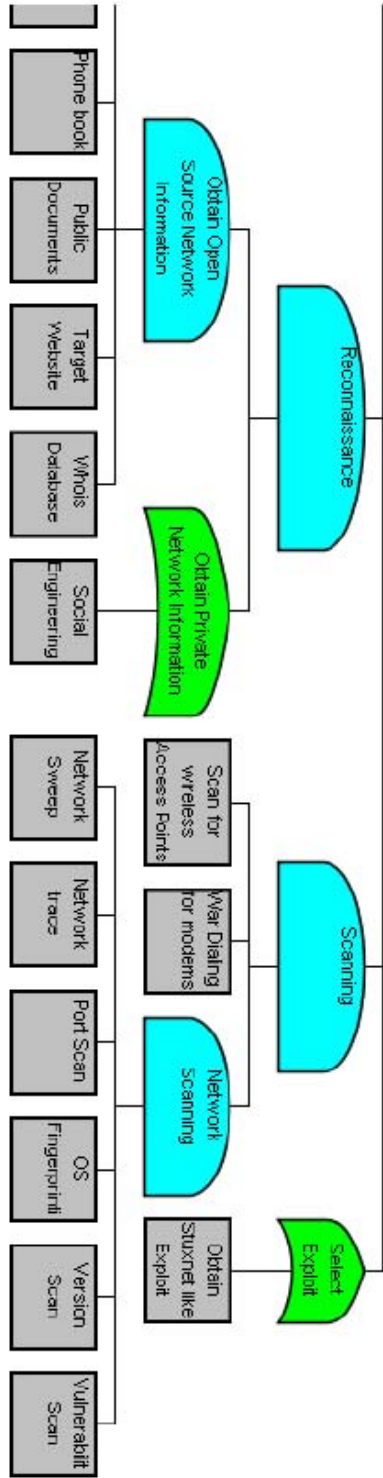 Reconnaissance
Scanning
Select
Exploit
Obtain Open
Source Network
Information
Obtain Private
Network Information
Scan for
wireless
Access Points
War Dialng
for modems
Network
Scanning
Obtain
Stuxnet like
Exploit
Phone book
Public
Documents
Target
Website
Whois
Database
Social
Engineering
Network
Sweep
Network
trace
Port Scan
OS
Fingerprinti
Version
Scan
Vulnerabilit
Scan